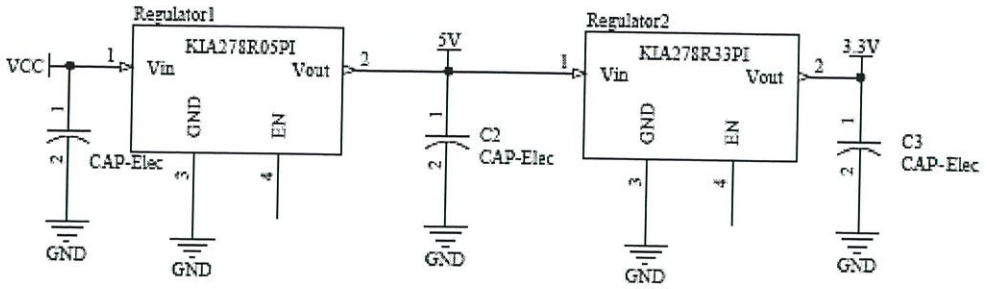 Regulator1
KIA278R05PI
VCC
1
Vin
Vout
2
GND
EN
3
4
1
2
CAP-Elec
GND
GND
5V
1
2
C2
CAP-Elec
GND
Regulator2
KIA278R33PI
1
Vin
Vout
2
GND
EN
3
4
GND
3.3V
1
2
C3
CAP-Elec
GND